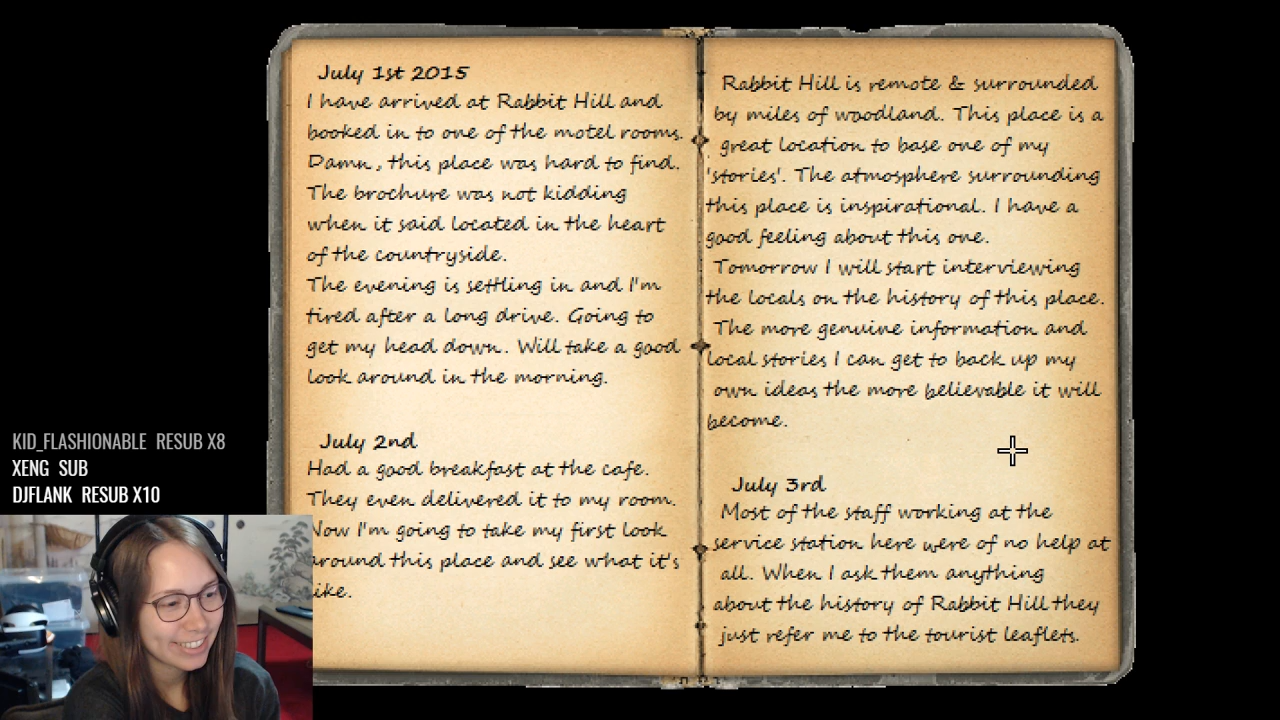 July 1st 2015
I have arrived at Rabbit Hill and
booked in to one of the motel rooms.
Damn, this place was hard to find.
The brochure was not kidding
when it said located in the heart
of the countryside.
The evening is settling in and I'm
tired after a long drive. Going to
get my head down. Will take a good
look around in the morning.
July 2nd
Had a good breakfast at the cafe.
They even delivered it to my room.
Now I'm going to take my first look
around this place and see what it's
like.
Rabbit Hill is remote & surrounded
by miles of woodland. This place is a
great location to base one of my
'stories'. The atmosphere surrounding
this place is inspirational. I have a
good feeling about this one.
Tomorrow I will start interviewing
the locals on the history of this place.
The more genuine information and
local stories I can get to back up my
own ideas the more believable it will
become.
July 3rd
Most of the staff working at the
service station here were of no help at
all. When I ask them anything
about the history of Rabbit Hill they
just refer me to the tourist leaflets.
KID_FLASHIONABLE RESUB X8
XENG SUB
DJFLANK RESUB X10